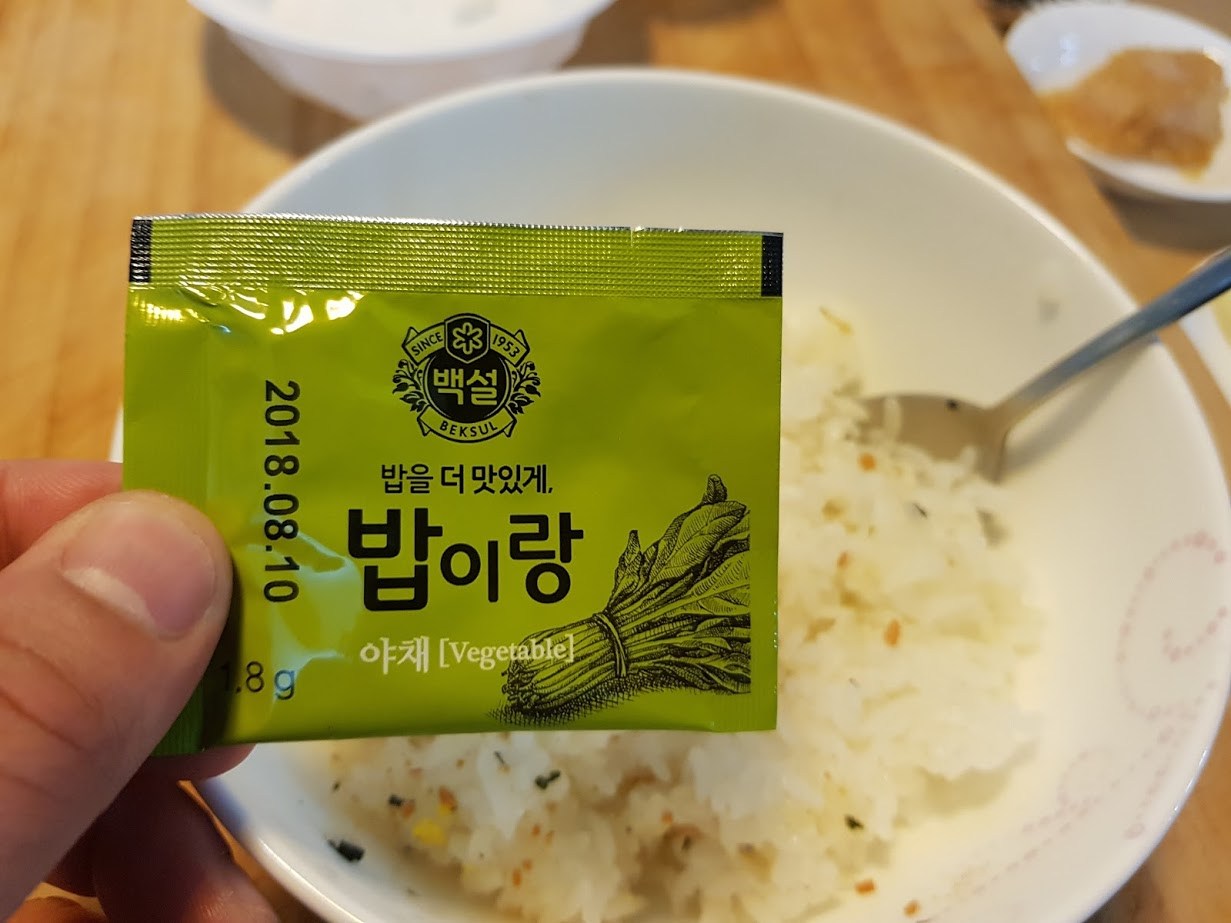 SINCE 1953
백설
BEKSUL
밥을 더 맛있게,
밥이랑
야채 [Vegetable]
2018.08.10
1.8 g